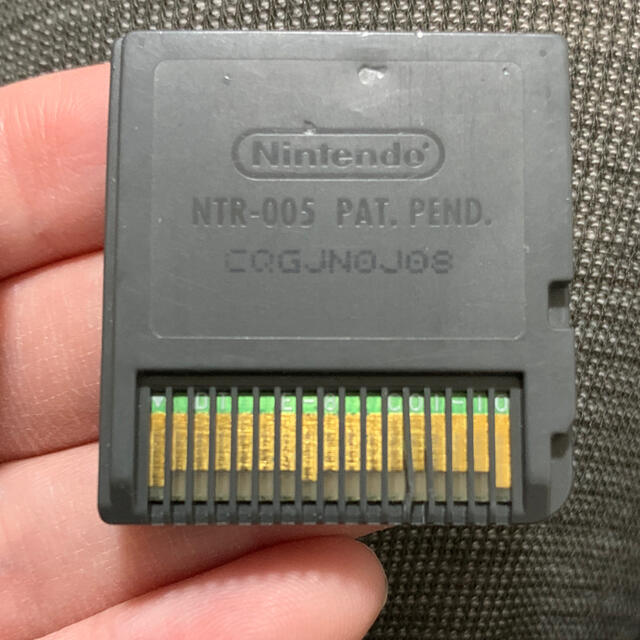 Nintendo®
NTR-005 PAT. PEND.
CQGJN0J08